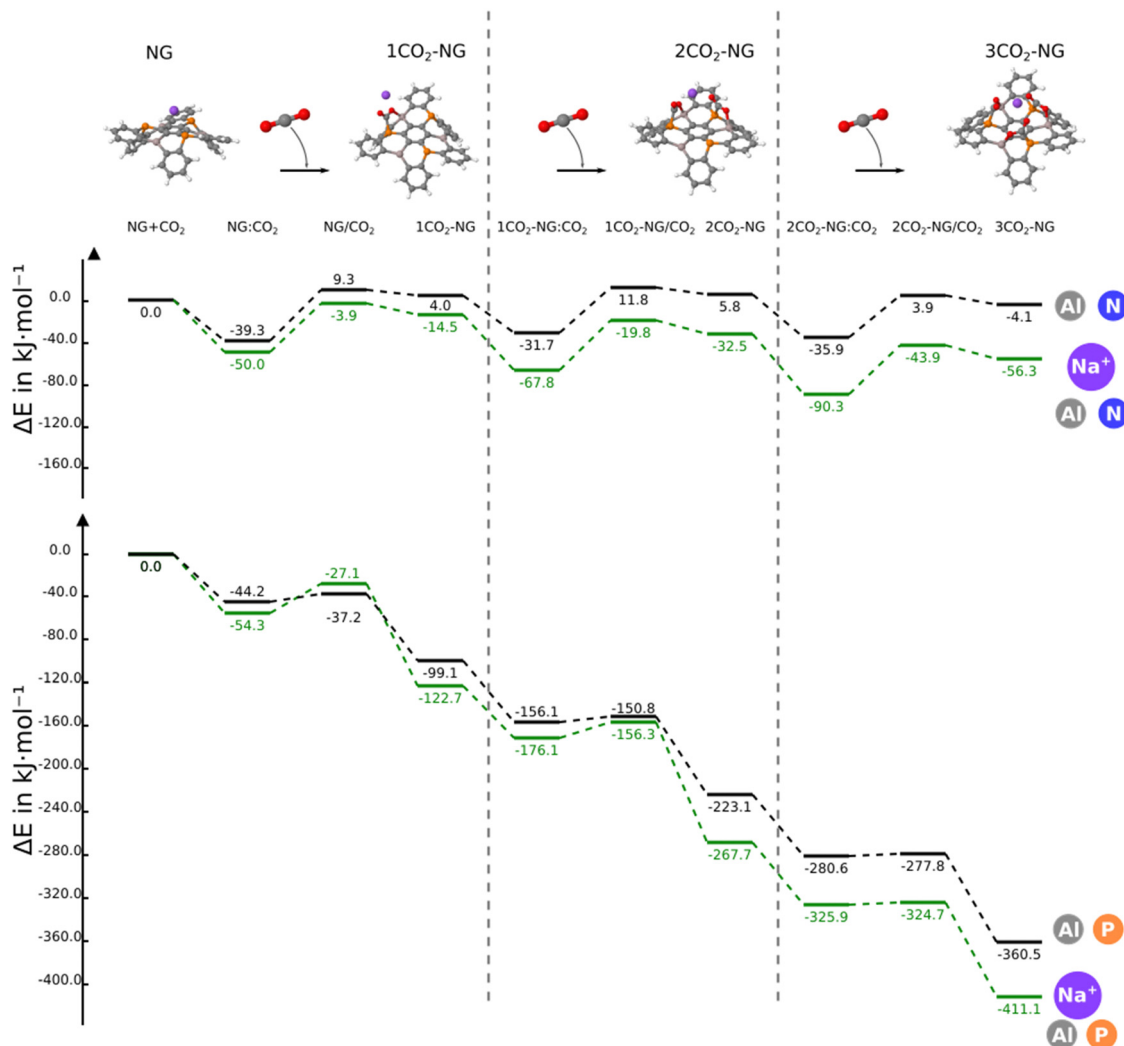 NG 1CO₂-NG 2CO₂-NG 3CO₂-NG
NG+CO₂ NG:CO₂ NG/CO₂ 1CO₂-NG 1CO₂-NG:CO₂ 1CO₂-NG/CO₂ 2CO₂-NG 2CO₂-NG:CO₂ 2CO₂-NG/CO₂ 3CO₂-NG
ΔE in kJ·mol⁻¹
0.0
-40.0
-80.0
-120.0
-160.0
0.0 -39.3 9.3 4.0 -31.7 11.8 5.8 -35.9 3.9 -4.1
Al N
-50.0 -3.9 -14.5 -67.8 -19.8 -32.5 -90.3 -43.9 -56.3
Na⁺
Al N
ΔE in kJ·mol⁻¹
0.0
-40.0
-80.0
-120.0
-160.0
-200.0
-240.0
-280.0
-320.0
-360.0
-400.0
0.0 -44.2 -37.2 -99.1 -156.1 -150.8 -223.1 -280.6 -277.8 -360.5
Al P
0.0 -54.3 -27.1 -122.7 -176.1 -156.3 -267.7 -325.9 -324.7 -411.1
Na⁺
Al P